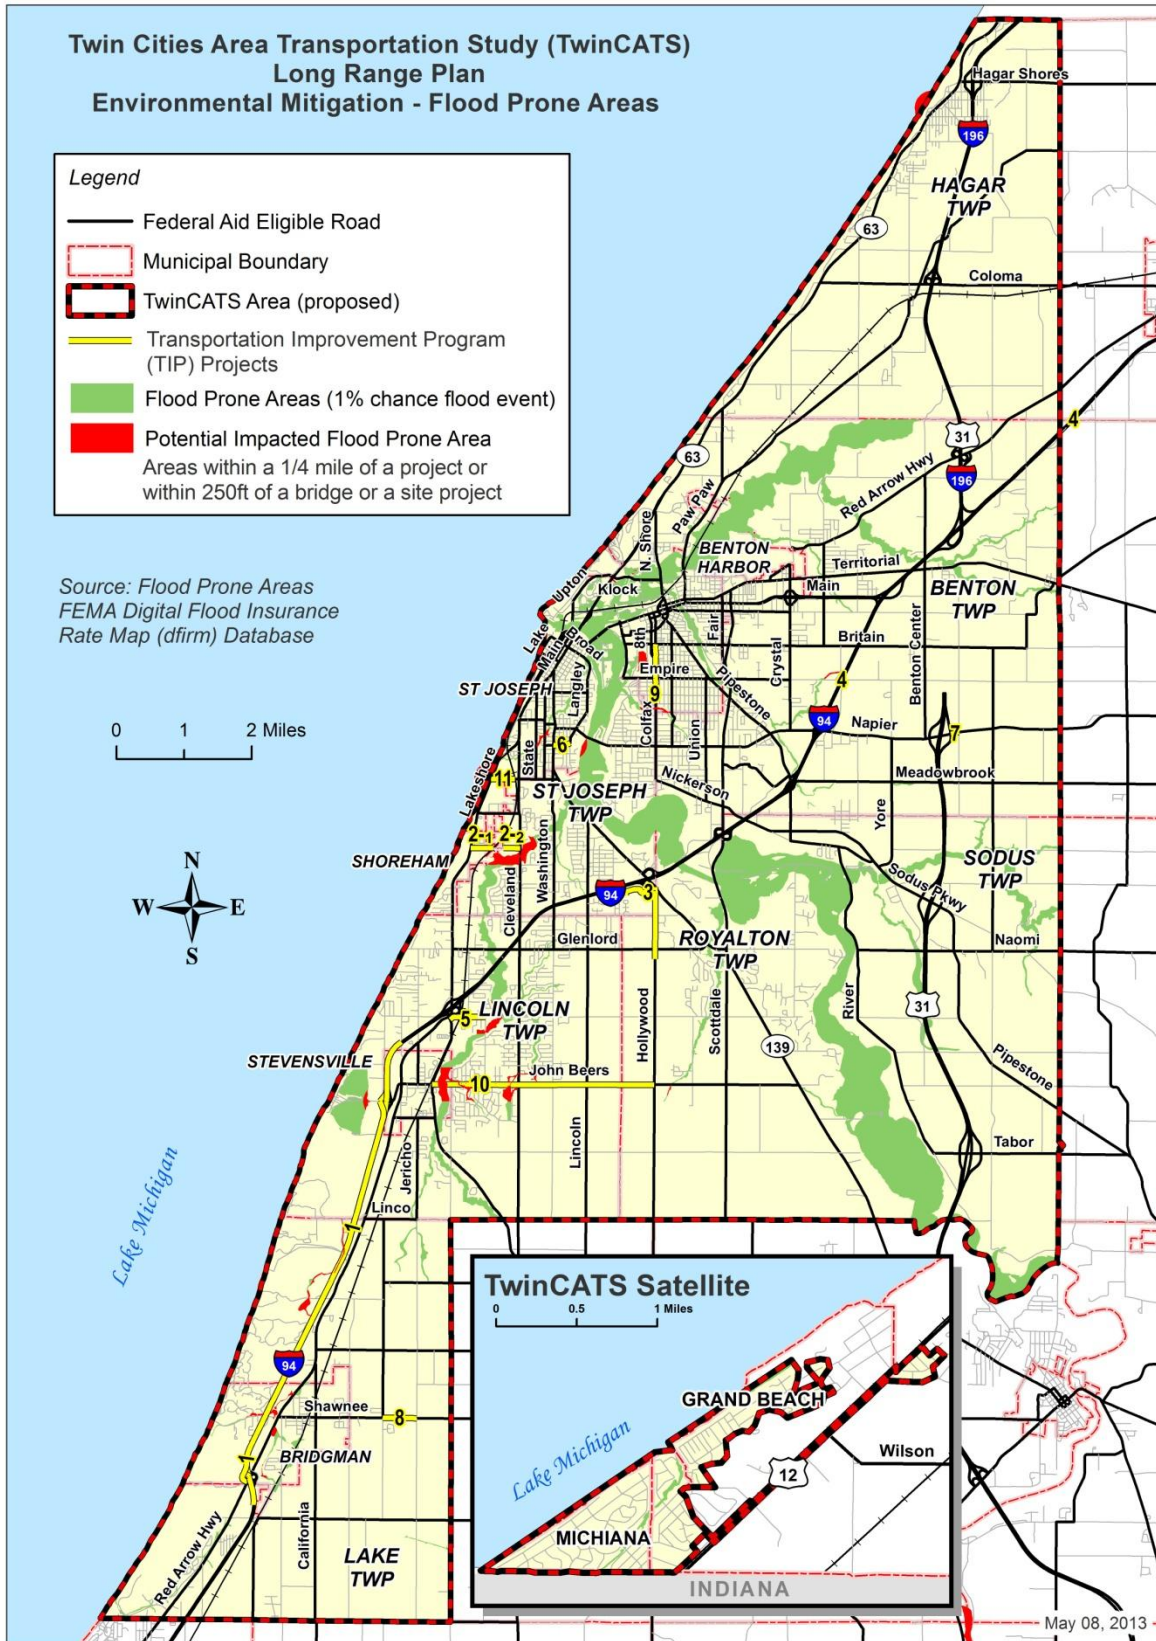 Twin Cities Area Transportation Study (TwinCATS)
Long Range Plan
Environmental Mitigation - Flood Prone Areas
Legend
Federal Aid Eligible Road
Municipal Boundary
TwinCATS Area (proposed)
Transportation Improvement Program
(TIP) Projects
Flood Prone Areas (1% chance flood event)
Potential Impacted Flood Prone Area
Areas within a 1/4 mile of a project or
within 250ft of a bridge or a site project
Source: Flood Prone Areas
FEMA Digital Flood Insurance
Rate Map (dfirm) Database
0 1 2 Miles
N
W E
S
Hagar Shores
196
HAGAR
TWP
63
Coloma
4
31
63
Red Arrow Hwy
196
Paw Paw
N. Shore
BENTON
HARBOR
Territorial
Upton
Klock
Main
BENTON
TWP
Lake
Main
Broad
8th
Fair
Britain
Benton Center
Crystal
Empire
Pipestone
4
ST JOSEPH
Langley
9
Colfax
Union
94
Napier
7
State
6
Lakeshore
11
ST JOSEPH
TWP
Nickerson
Meadowbrook
Yore
2-1
2-2
SHOREHAM
Washington
Cleveland
SODUS
TWP
Sodus Pkwy
94
3
Glenlord
ROYALTON
TWP
Naomi
LINCOLN
TWP
5
Hollywood
Scottdale
River
31
139
STEVENSVILLE
John Beers
10
Pipestone
Lincoln
Tabor
Jericho
Linco
1
Lake Michigan
94
Shawnee
8
1
BRIDGMAN
California
Red Arrow Hwy
LAKE
TWP
TwinCATS Satellite
0 0.5 1 Miles
GRAND BEACH
Lake Michigan
Wilson
12
MICHIANA
INDIANA
May 08, 2013